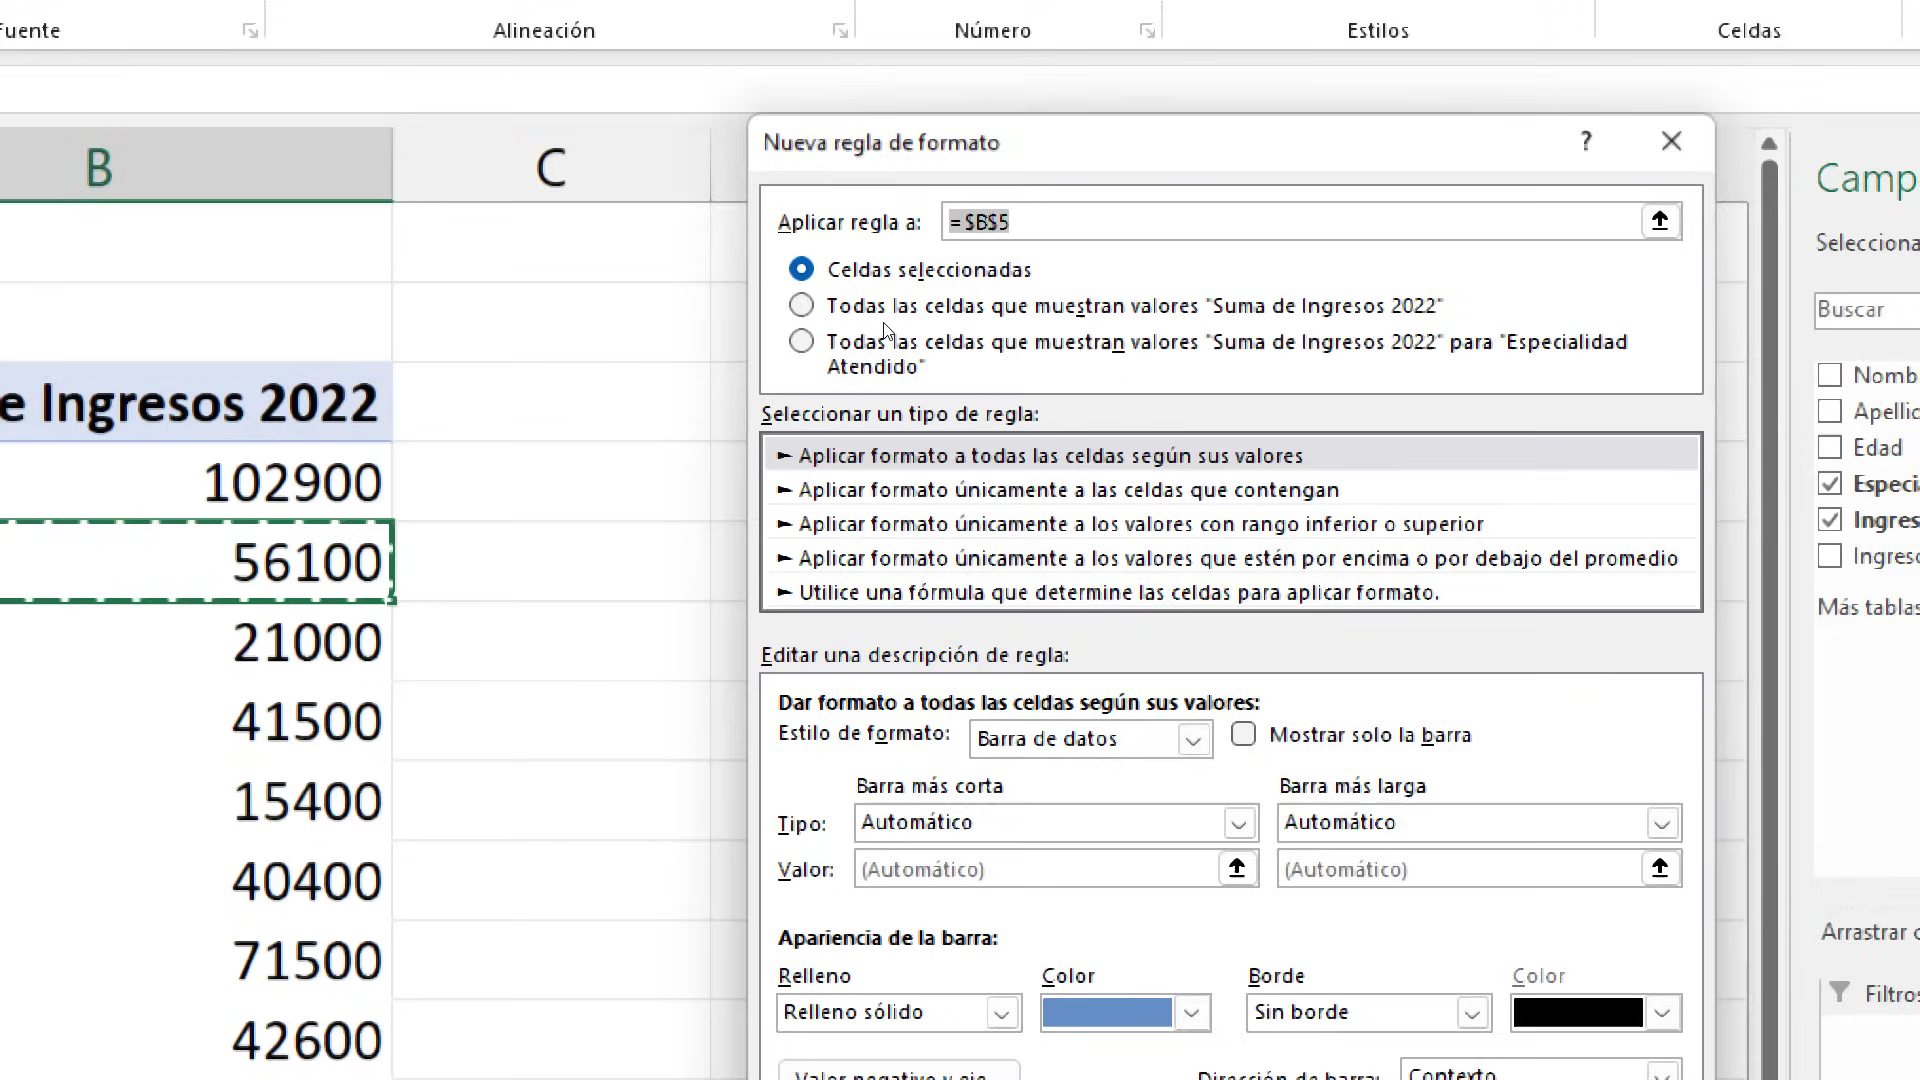 Fuente
Alineación
Número
Estilos
Celdas
B
C
e Ingresos 2022
102900
56100
21000
41500
15400
40400
71500
42600
Nueva regla de formato
?
Aplicar regla a: =$B$5
Celdas seleccionadas
Todas las celdas que muestran valores "Suma de Ingresos 2022"
Todas las celdas que muestran valores "Suma de Ingresos 2022" para "Especialidad
Atendido"
Seleccionar un tipo de regla:
► Aplicar formato a todas las celdas según sus valores
► Aplicar formato únicamente a las celdas que contengan
► Aplicar formato únicamente a los valores con rango inferior o superior
► Aplicar formato únicamente a los valores que estén por encima o por debajo del promedio
► Utilice una fórmula que determine las celdas para aplicar formato.
Editar una descripción de regla:
Dar formato a todas las celdas según sus valores:
Estilo de formato: Barra de datos Mostrar solo la barra
Barra más corta Barra más larga
Tipo: Automático Automático
Valor: (Automático) (Automático)
Apariencia de la barra:
Relleno Color Borde Color
Relleno sólido Sin borde
Valor negativo y eje
Dirección de barra: Contexto
Camp
Selecciona
Buscar
Nomb
Apellid
Edad
Especi
Ingres
Ingreso
Más tablas
Arrastrar
Filtros